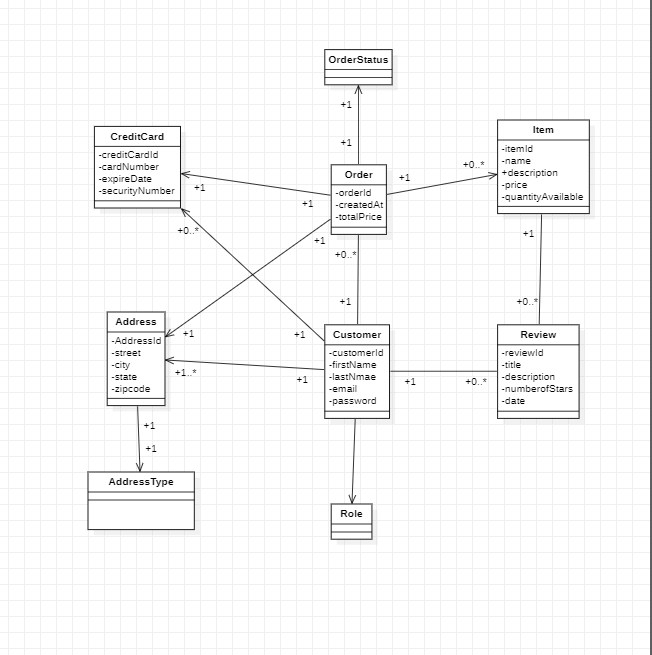 OrderStatus
+1
+1
CreditCard
-creditCardId
-cardNumber
-expireDate
-securityNumber
+1
+1
Order
-orderId
-createdAt
-totalPrice
+1
+0..*
Item
-itemId
-name
+description
-price
-quantityAvailable
+0..*
+1
+0..*
+1
+1
+0..*
+1
+1
+1
Address
-AddressId
-street
-city
-state
-zipcode
+1..*
+1
Customer
-customerId
-firstName
-lastNmae
-email
-password
+1
+0..*
Review
-reviewId
-title
-description
-numberofStars
-date
+1
+1
AddressType
Role